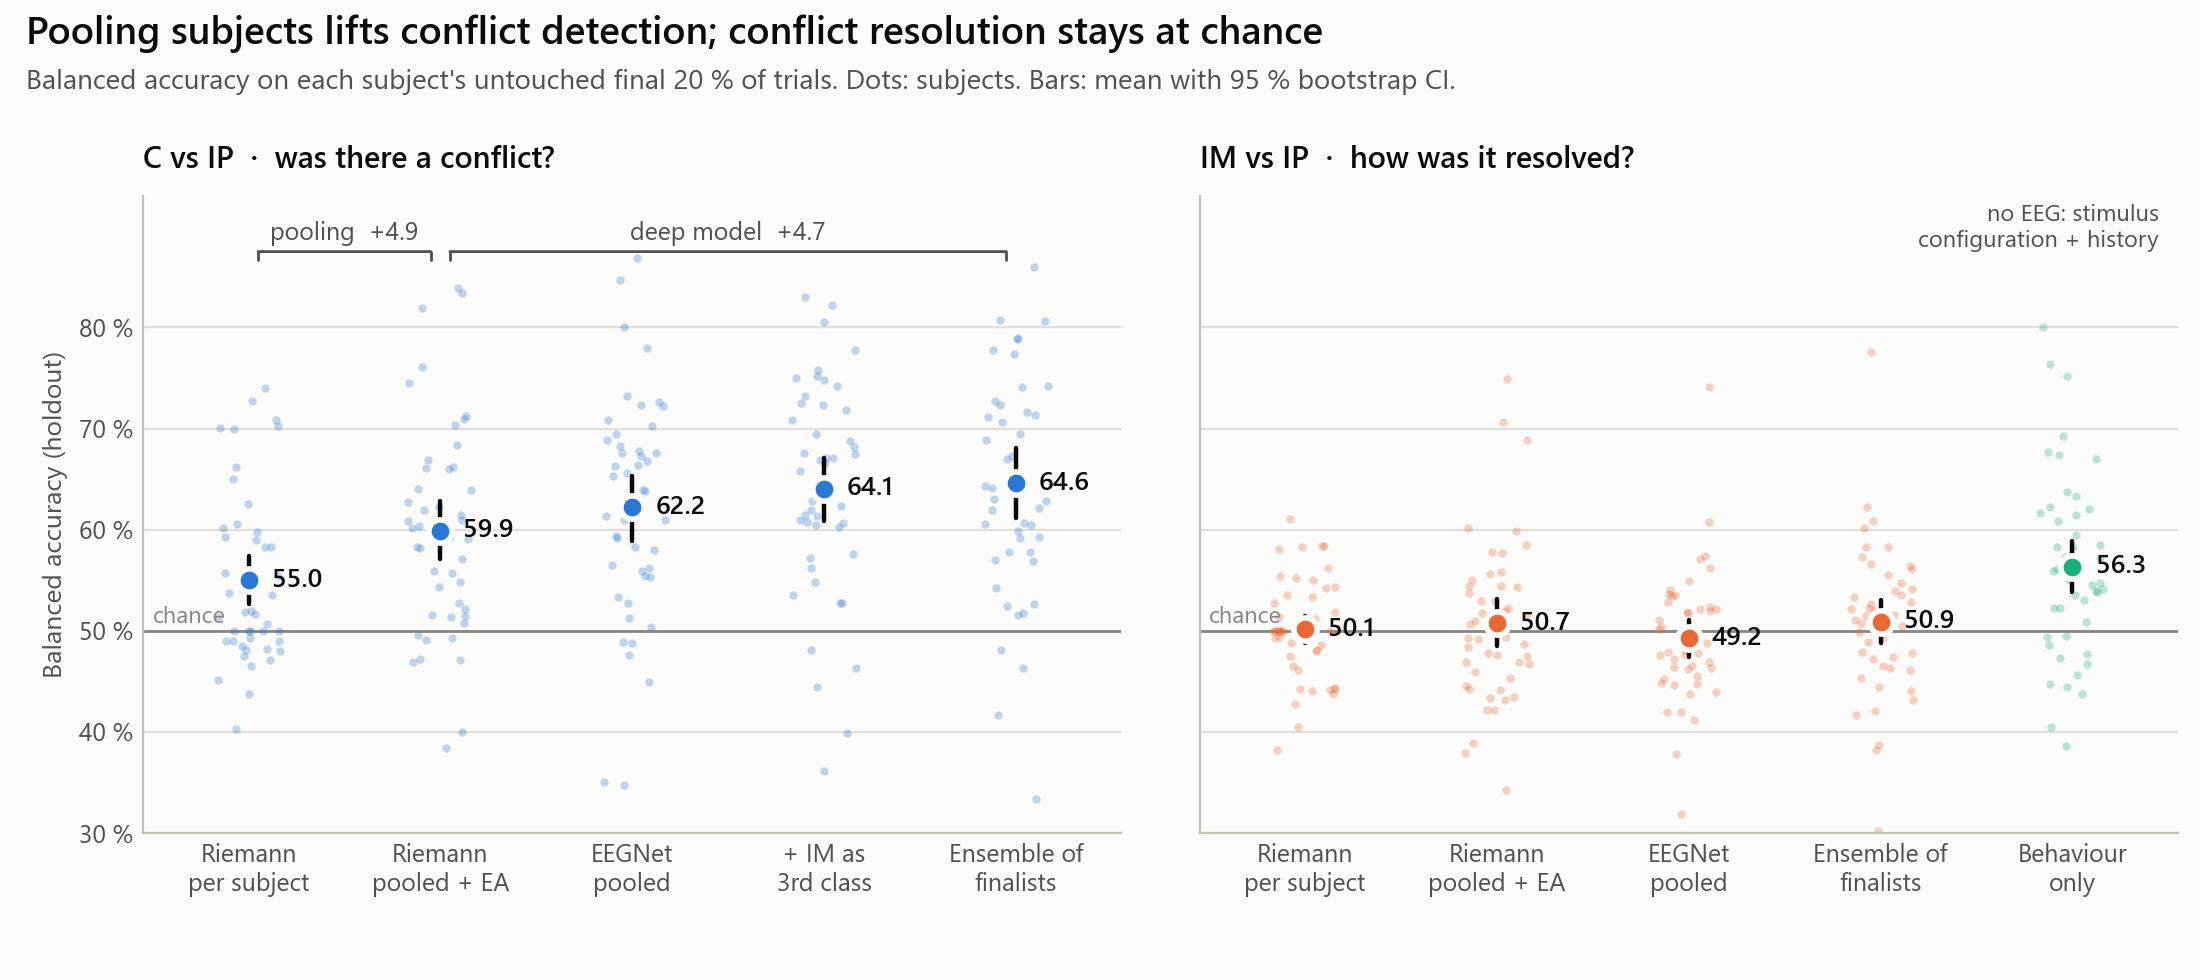 Pooling subjects lifts conflict detection; conflict resolution stays at chance
Balanced accuracy on each subject's untouched final 20 % of trials. Dots: subjects. Bars: mean with 95 % bootstrap CI.
C vs IP · was there a conflict?
pooling +4.9
deep model +4.7
Balanced accuracy (holdout)
80 %
70 %
60 %
50 %
40 %
30 %
chance
55.0
59.9
62.2
64.1
64.6
Riemann
per subject
Riemann
pooled + EA
EEGNet
pooled
+ IM as
3rd class
Ensemble of
finalists
IM vs IP · how was it resolved?
no EEG: stimulus
configuration + history
chance
50.1
50.7
49.2
50.9
56.3
Riemann
per subject
Riemann
pooled + EA
EEGNet
pooled
Ensemble of
finalists
Behaviour
only